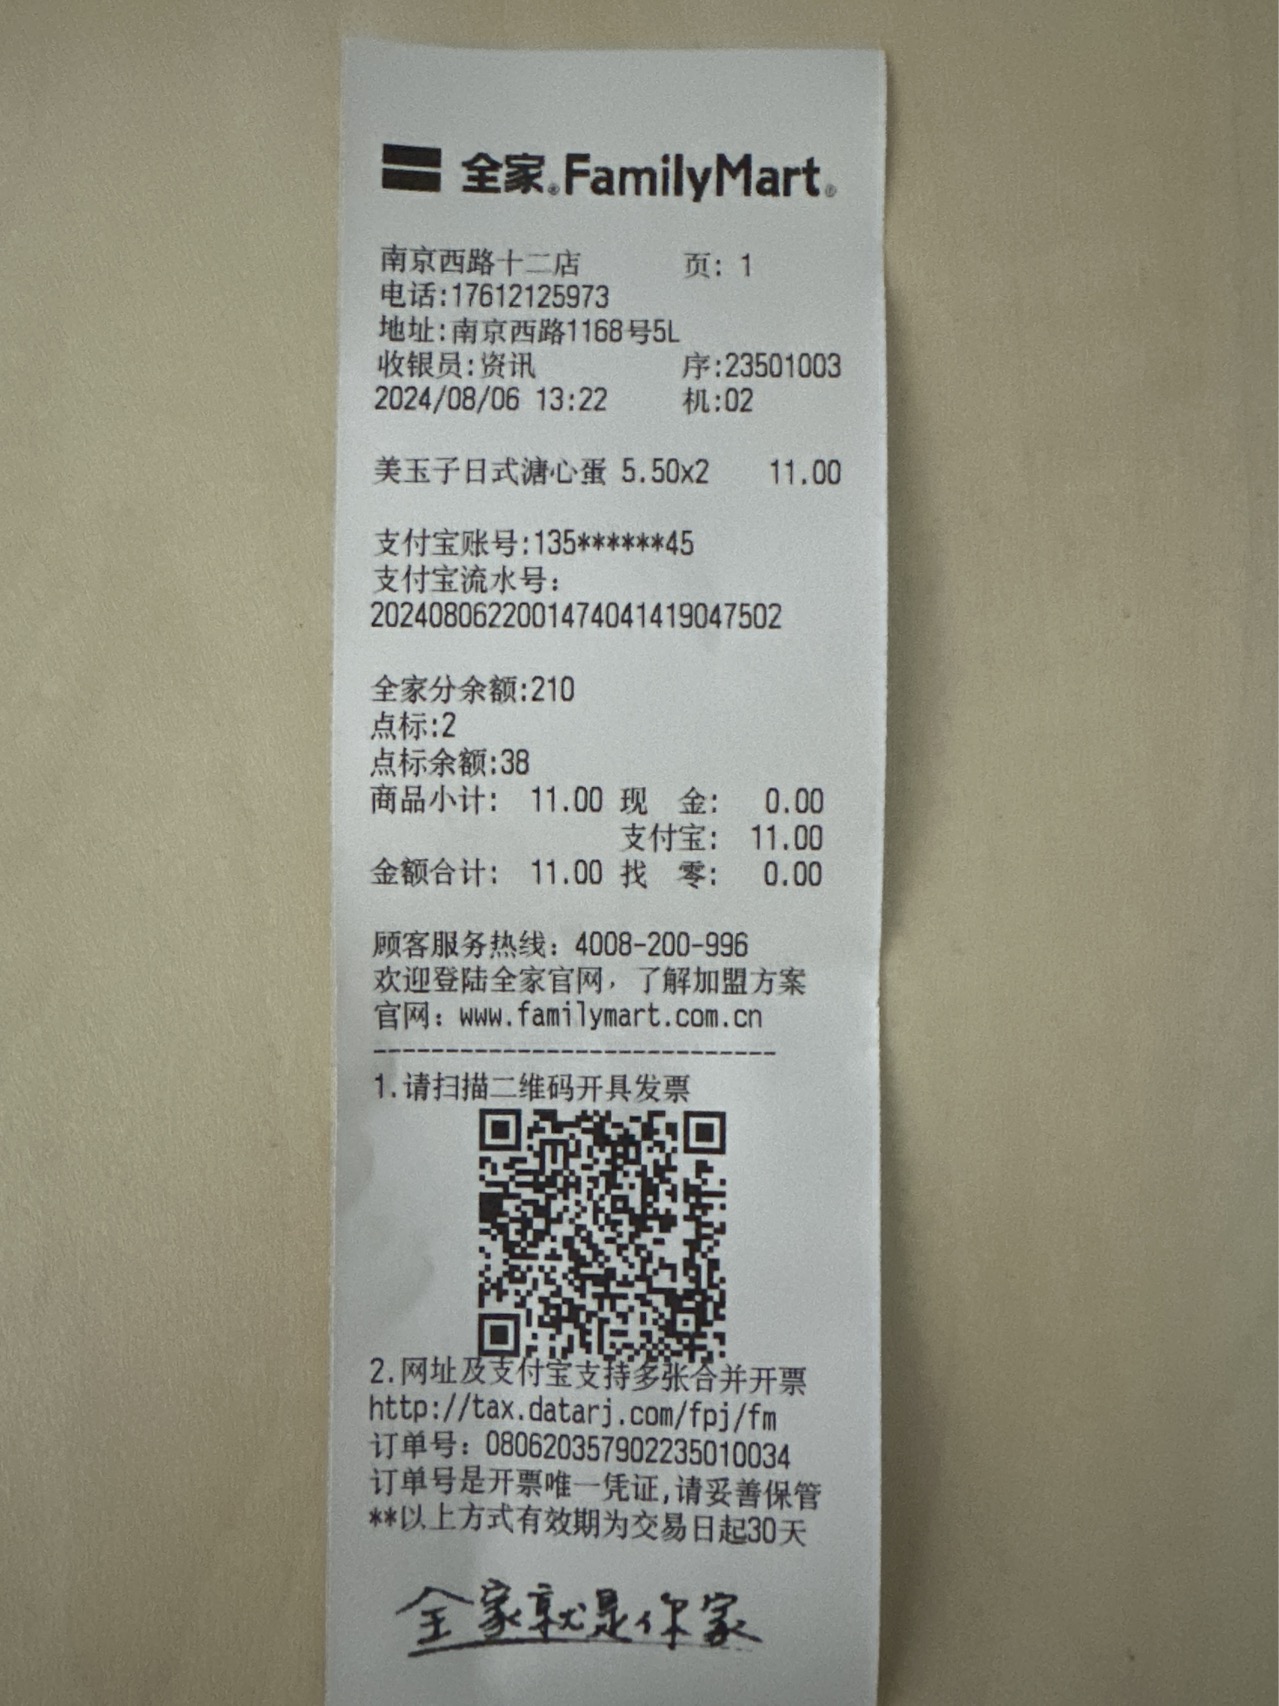 全家®FamilyMart®
南京西路十二店 页: 1
电话:17612125973
地址:南京西路1168号5L
收银员:资讯 序:23501003
2024/08/06 13:22 机:02
美玉子日式溏心蛋 5.50x2 11.00
支付宝账号:135******45
支付宝流水号:
2024080622001474041419047502
全家分余额:210
点标:2
点标余额:38
商品小计: 11.00 现 金: 0.00
支付宝: 11.00
金额合计: 11.00 找 零: 0.00
顾客服务热线: 4008-200-996
欢迎登陆全家官网，了解加盟方案
官网: www.familymart.com.cn
----------------------------
1.请扫描二维码开具发票
2.网址及支付宝支持多张合并开票
http://tax.datarj.com/fpj/fm
订单号: 080620357902235010034
订单号是开票唯一凭证,请妥善保管
**以上方式有效期为交易日起30天
全家就是你家